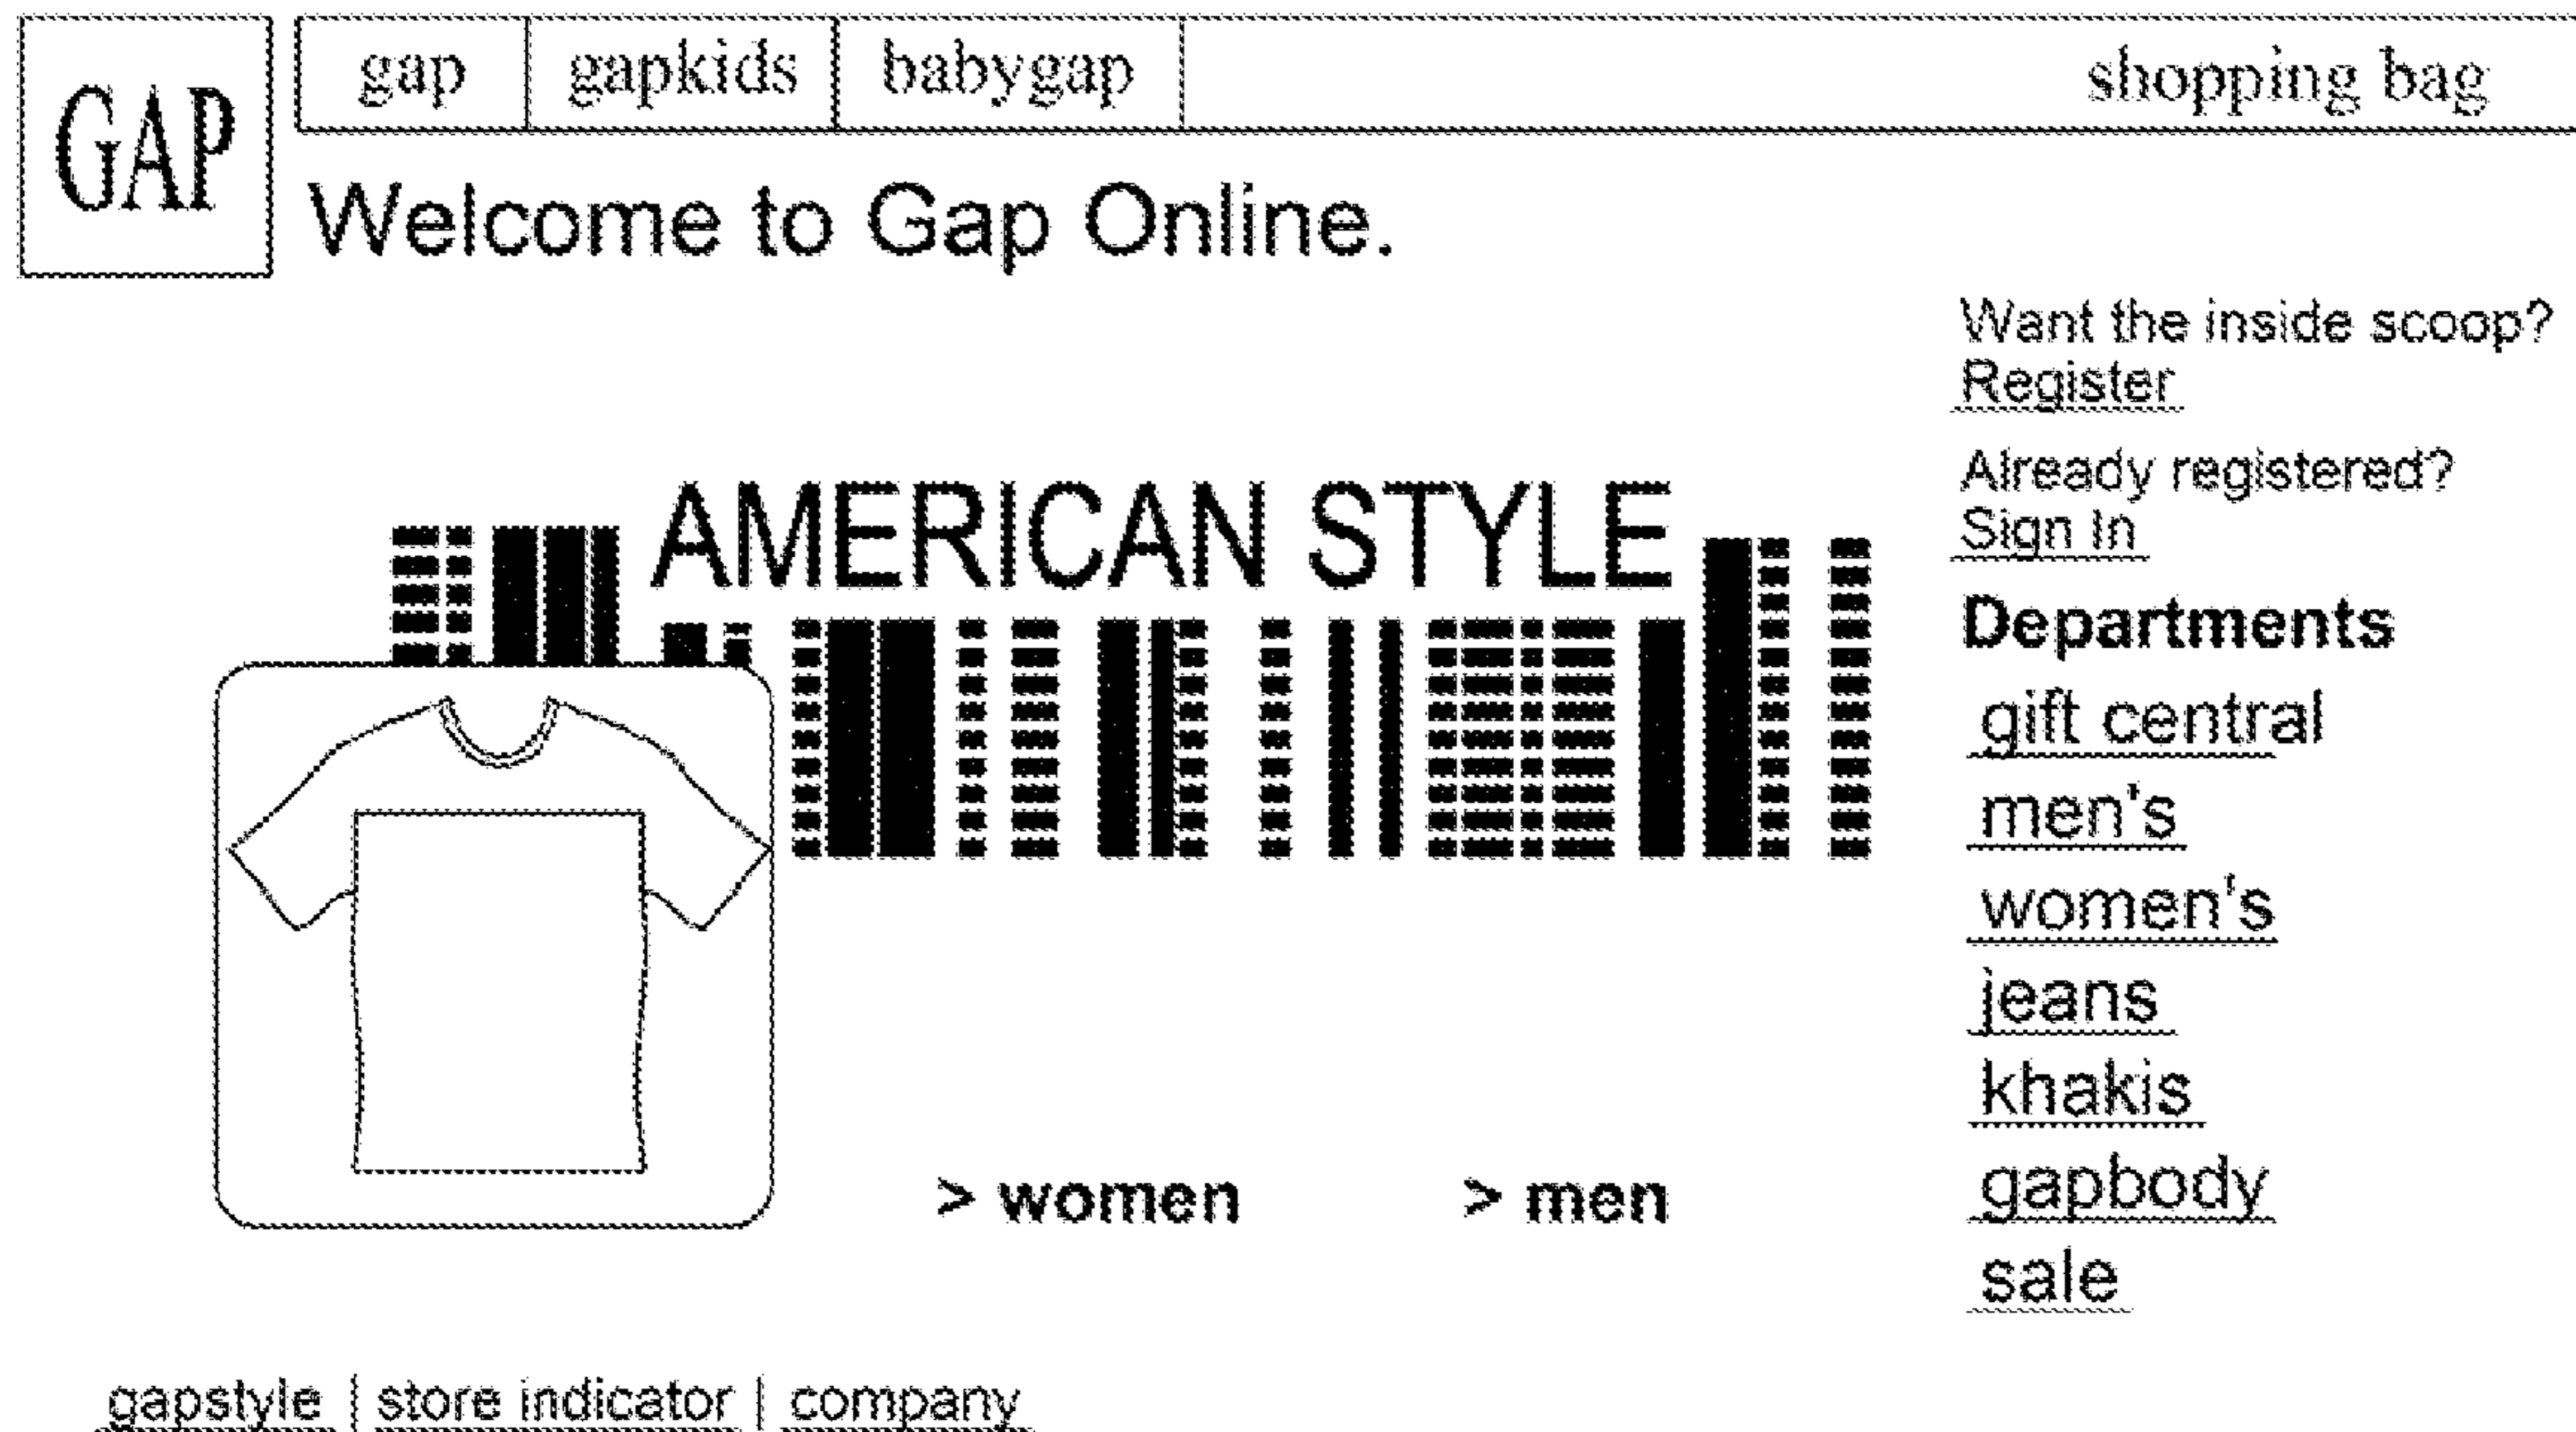 GAP
gap gapkids babygap shopping bag
Welcome to Gap Online.
Want the inside scoop?
Register
Already registered?
Sign In
AMERICAN STYLE
Departments
gift central
men's
women's
jeans
khakis
gapbody
sale
> women > men
gapstyle | store indicator | company